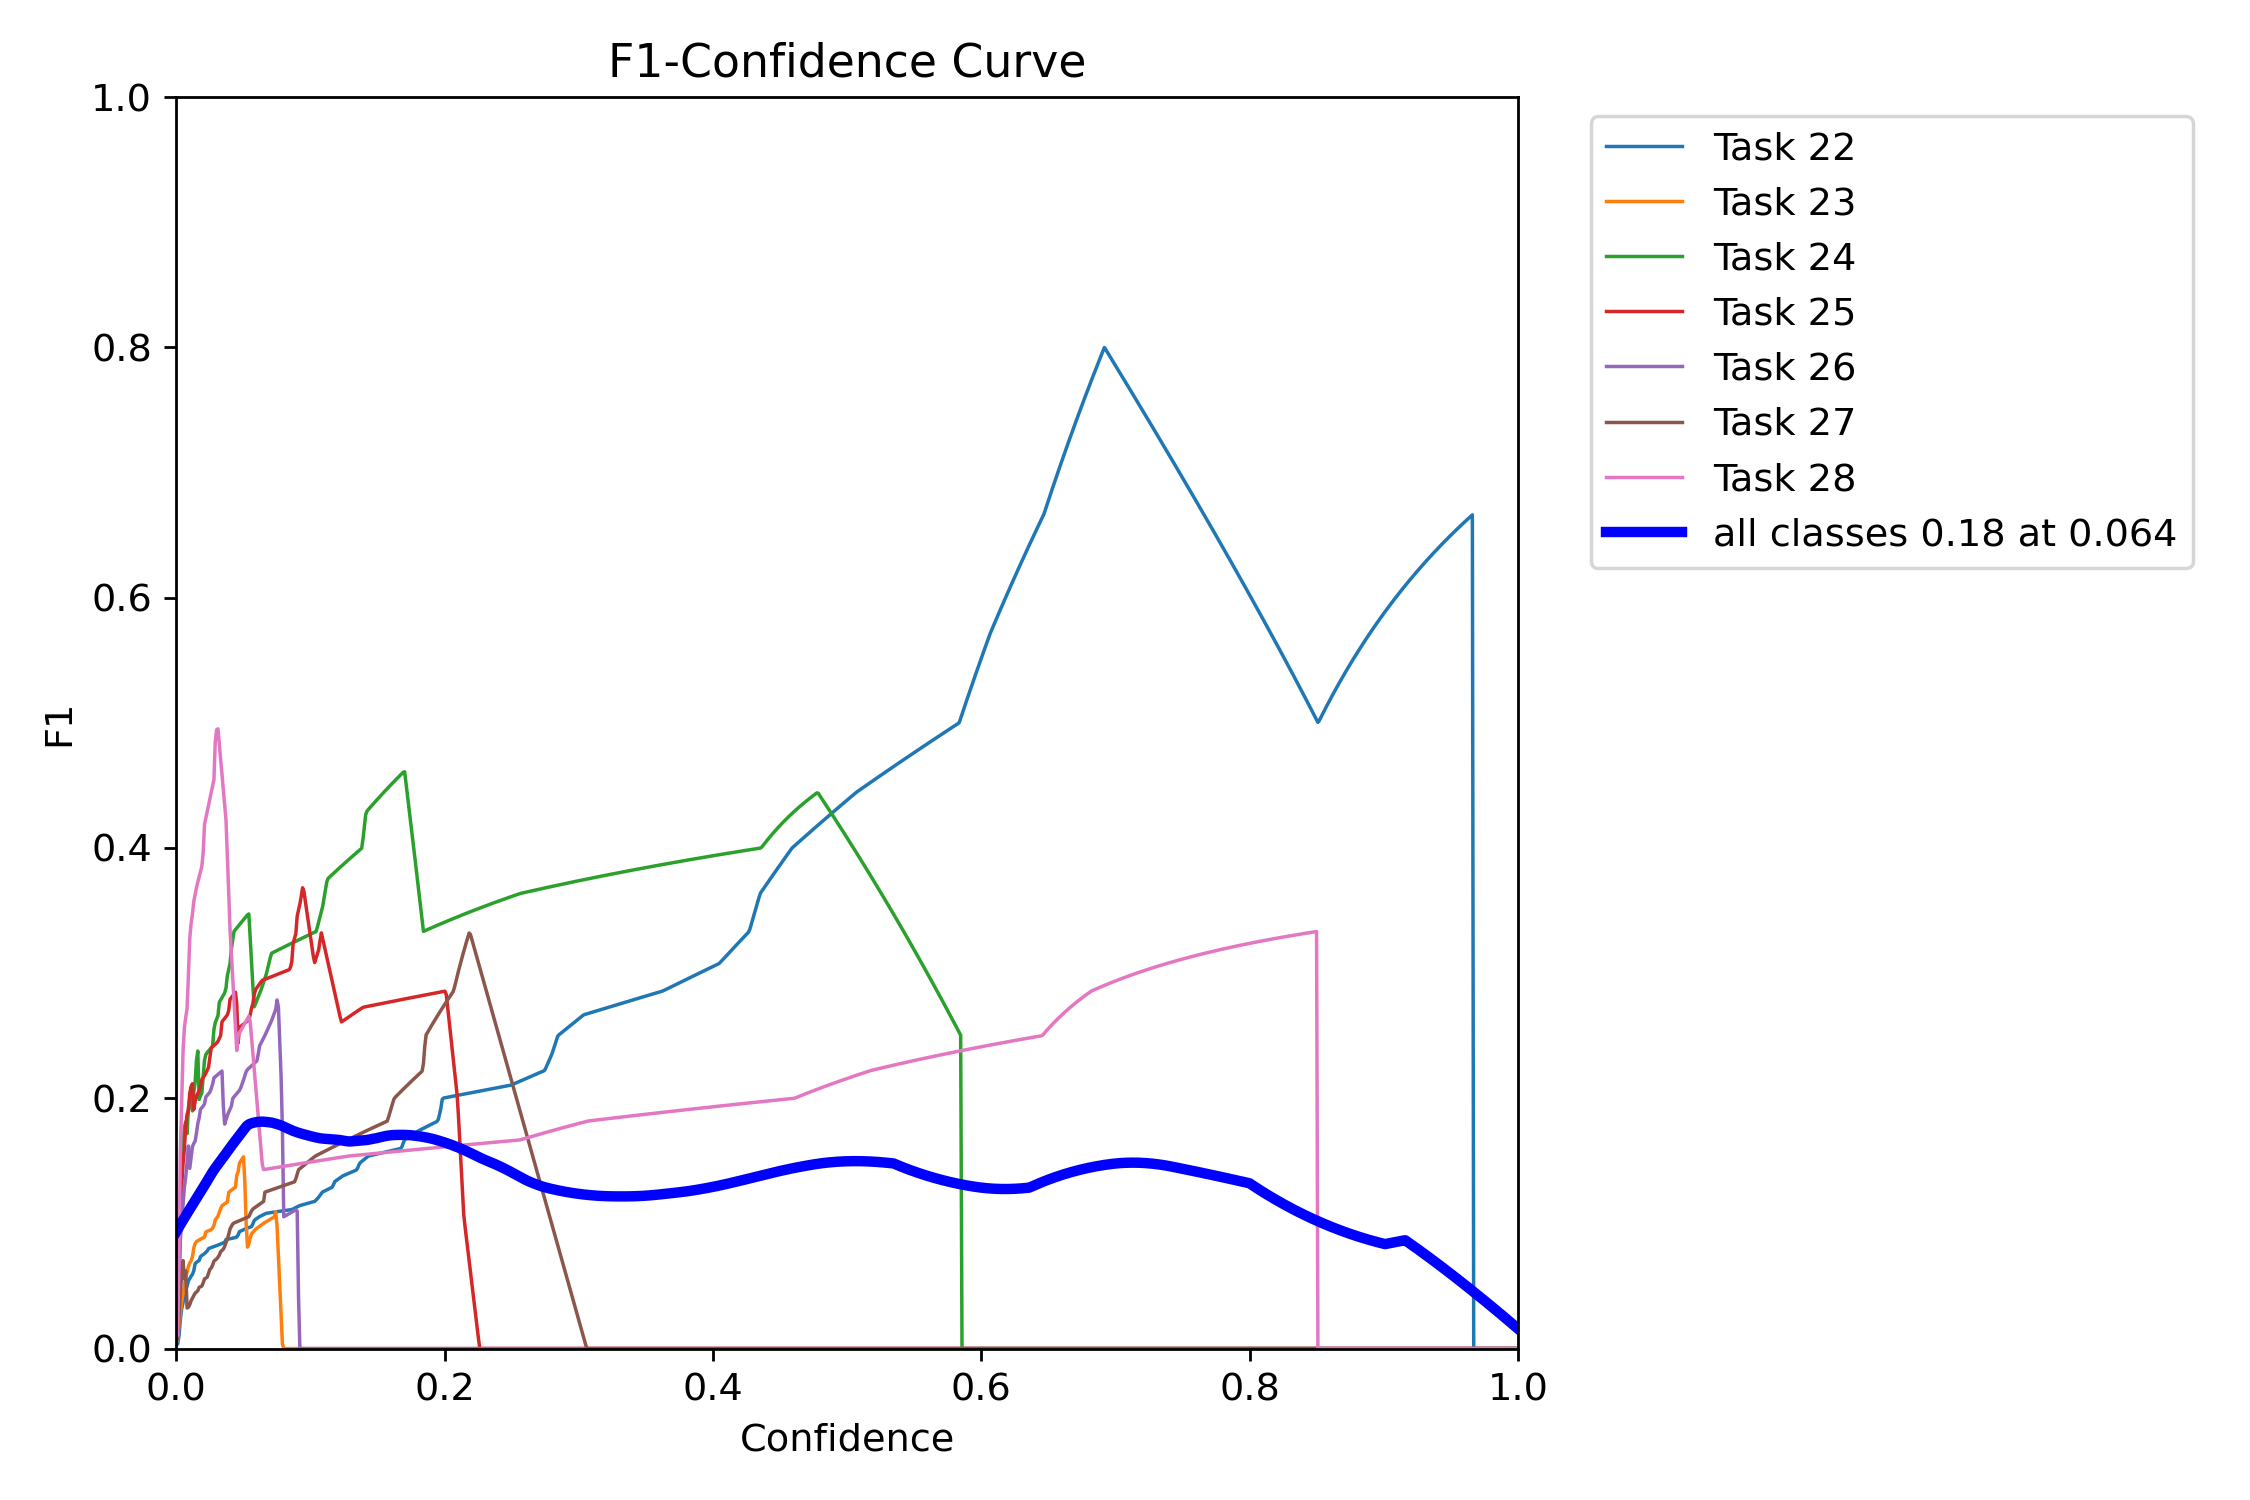 F1-Confidence Curve
1.0
0.8
0.6
0.4
0.2
0.0
F1
0.0 0.2 0.4 0.6 0.8 1.0
Confidence
Task 22
Task 23
Task 24
Task 25
Task 26
Task 27
Task 28
all classes 0.18 at 0.064